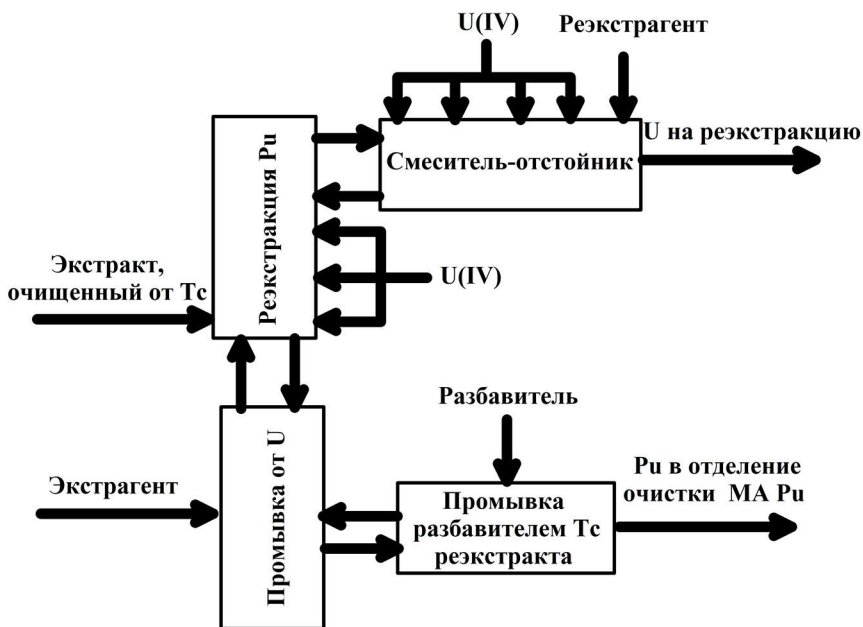 U(IV)
Реэкстрагент
U на реэкстракцию
Смеситель-отстойник
Реэкстракция Pu
Экстракт,
очищенный от Tc
U(IV)
Разбавитель
Промывка от U
Экстрагент
Промывка
разбавителем Tc
реэкстракта
Pu в отделение
очистки МА Pu